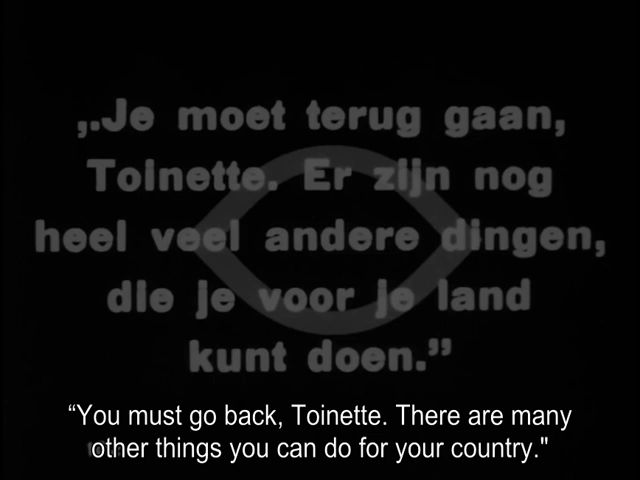 „Je moet terug gaan,
Toinette. Er zijn nog
heel veel andere dingen,
die je voor je land
kunt doen.”
“You must go back, Toinette. There are many
other things you can do for your country."